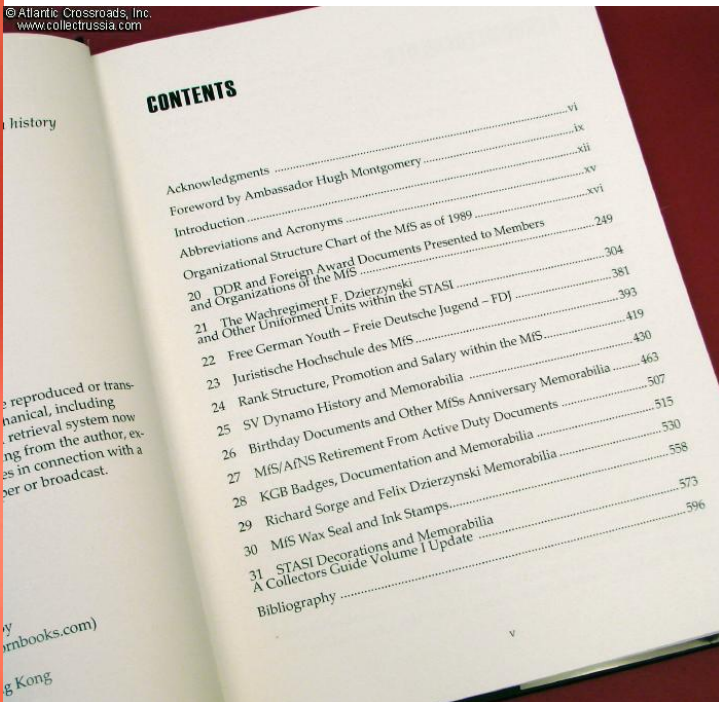 © Atlantic Crossroads, Inc.
www.collectrussia.com
history
e reproduced or trans-
hanical, including
retrieval system now
ng from the author, ex-
es in connection with a
per or broadcast.
y
ornbooks.com)
g Kong
CONTENTS
Acknowledgments ........ vi
Foreword by Ambassador Hugh Montgomery ........ ix
Introduction ........ xii
Abbreviations and Acronyms ........ xv
Organizational Structure Chart of the MfS as of 1989 ........ xvi
20 DDR and Foreign Award Documents Presented to Members
and Organizations of the MfS ........ 249
21 The Wachregiment F. Dzierzynski
and Other Uniformed Units within the STASI ........ 304
22 Free German Youth – Freie Deutsche Jugend – FDJ ........ 381
23 Juristische Hochschule des MfS ........ 393
24 Rank Structure, Promotion and Salary within the MfS ........ 419
25 SV Dynamo History and Memorabilia ........ 430
26 Birthday Documents and Other MfSs Anniversary Memorabilia ........ 463
27 MfS/AfNS Retirement From Active Duty Documents ........ 507
28 KGB Badges, Documentation and Memorabilia ........ 515
29 Richard Sorge and Felix Dzierzynski Memorabilia ........ 530
30 MfS Wax Seal and Ink Stamps ........ 558
31 STASI Decorations and Memorabilia
A Collectors Guide Volume I Update ........ 573
Bibliography ........ 596
v